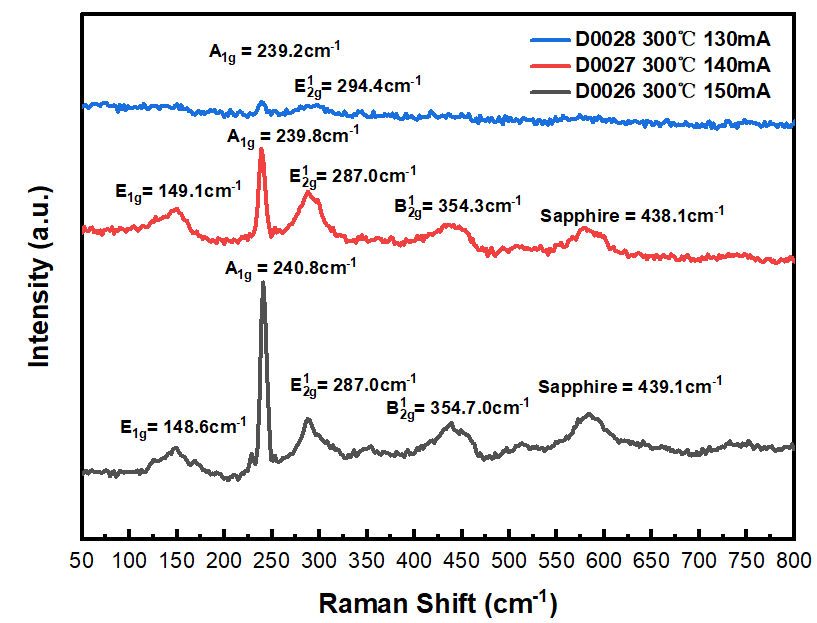 D0028 300℃ 130mA
D0027 300℃ 140mA
D0026 300℃ 150mA
A1g = 239.2cm-1
E12g= 294.4cm-1
A1g = 239.8cm-1
E1g= 149.1cm-1
E12g= 287.0cm-1
B12g= 354.3cm-1
Sapphire = 438.1cm-1
A1g = 240.8cm-1
E1g= 148.6cm-1
E12g= 287.0cm-1
B12g= 354.7.0cm-1
Sapphire = 439.1cm-1
Intensity (a.u.)
50 100 150 200 250 300 350 400 450 500 550 600 650 700 750 800
Raman Shift (cm-1)